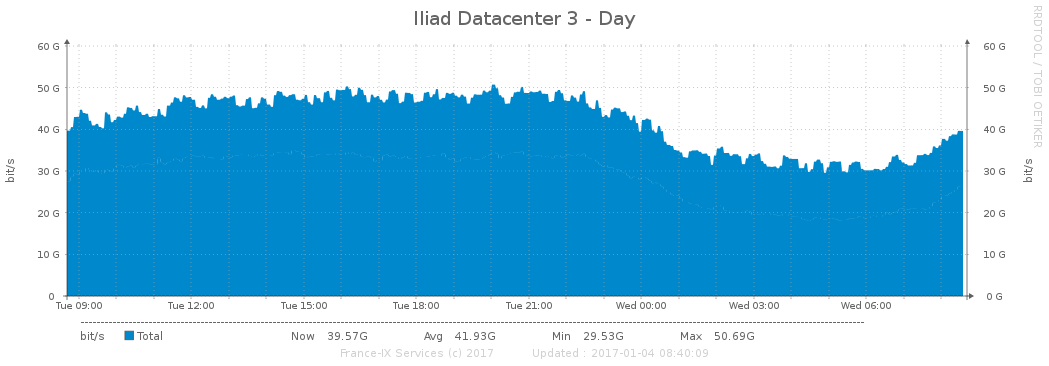 Iliad Datacenter 3 - Day
RRDTOOL / TOBI OETIKER
60 G 60 G
50 G 50 G
40 G 40 G
30 G 30 G
20 G 20 G
10 G 10 G
0 0 G
bit/s bit/s
Tue 09:00 Tue 12:00 Tue 15:00 Tue 18:00 Tue 21:00 Wed 00:00 Wed 03:00 Wed 06:00
bit/s Total Now 39.57G Avg 41.93G Min 29.53G Max 50.69G
France-IX Services (c) 2017 Updated : 2017-01-04 08:40:09